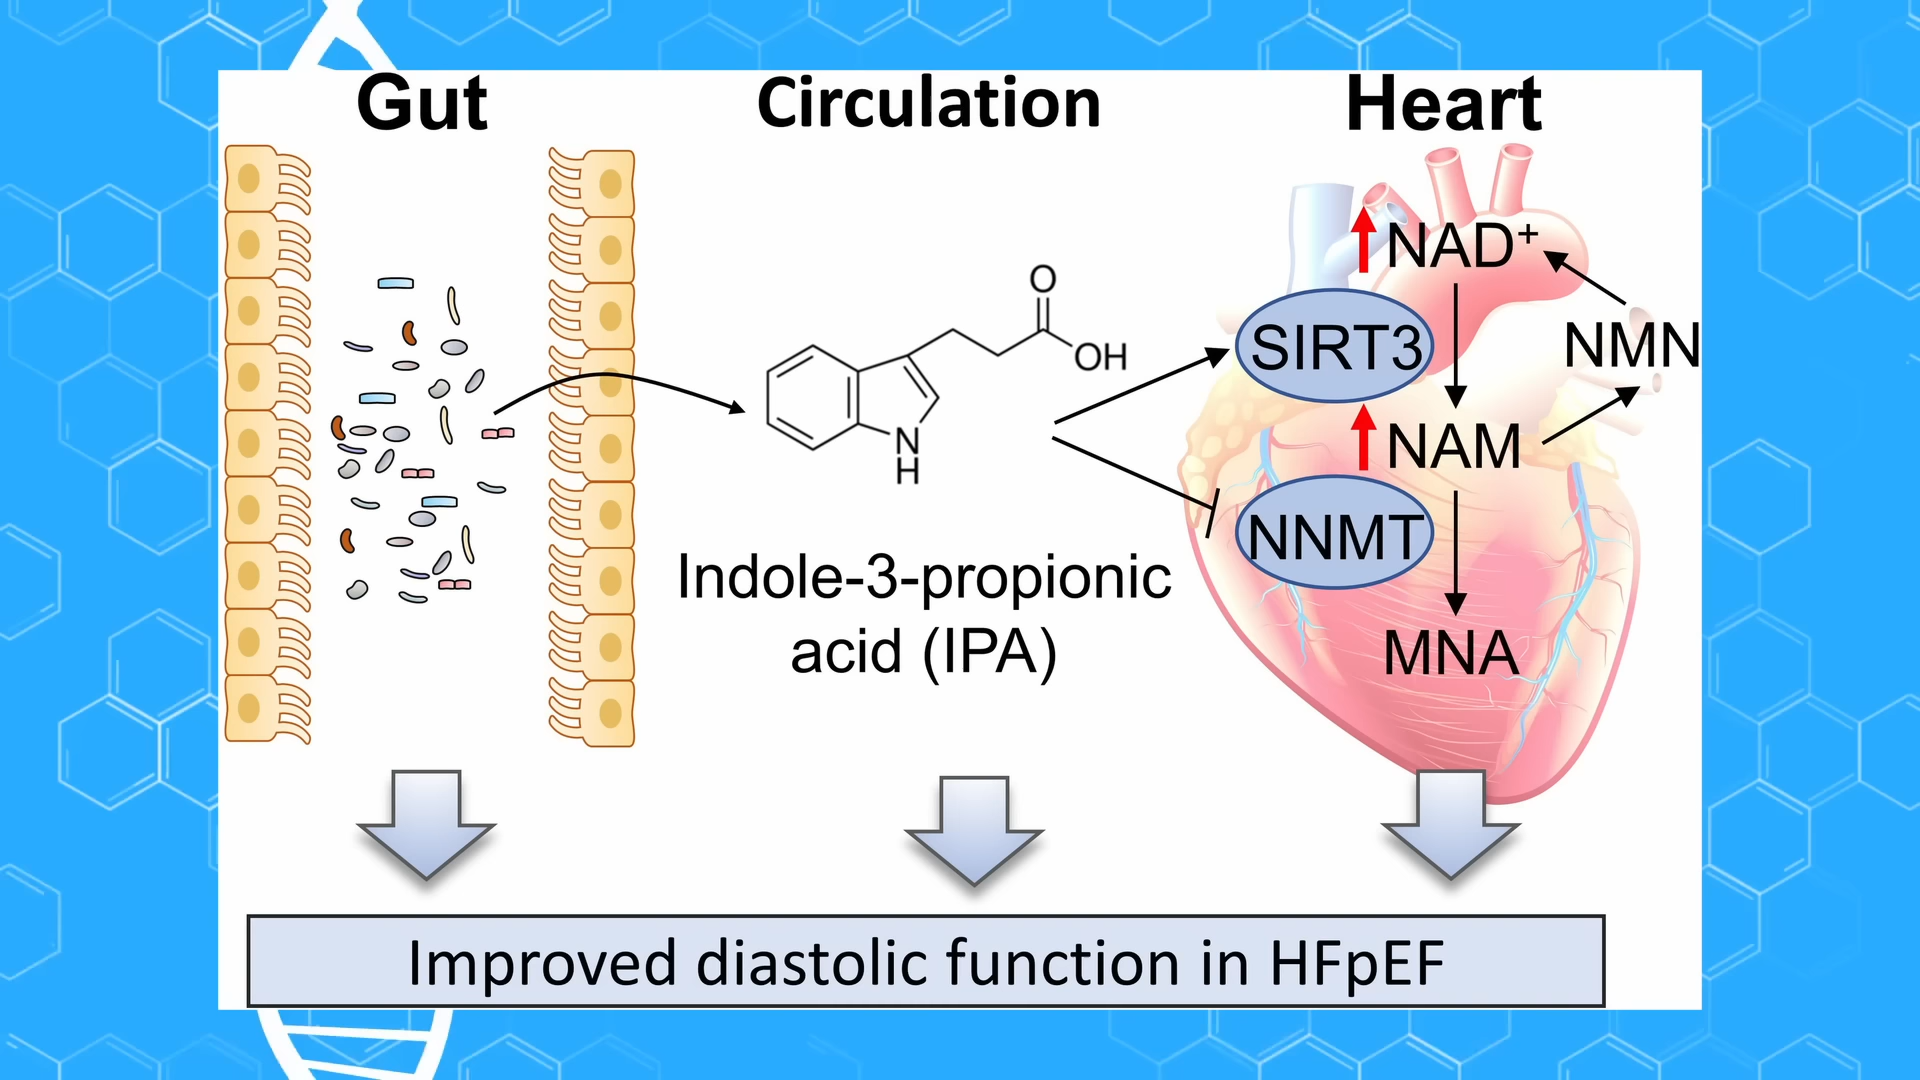 Gut
Circulation
Heart
NAD+
SIRT3
NMN
NAM
NNMT
MNA
O
OH
N
H
Indole-3-propionic
acid (IPA)
Improved diastolic function in HFpEF